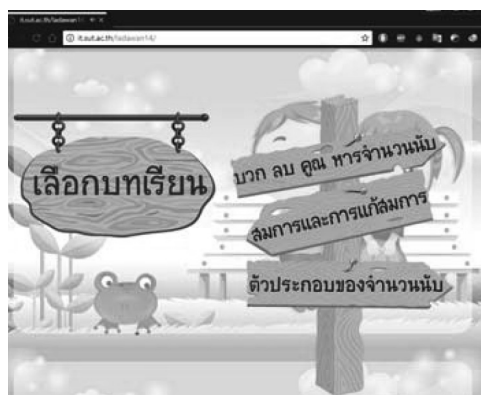 it.sut.ac.th/ladawan14/
เลือกบทเรียน
บวก ลบ คูณ หารจำนวนนับ
สมการและการแก้สมการ
ตัวประกอบของจำนวนนับ